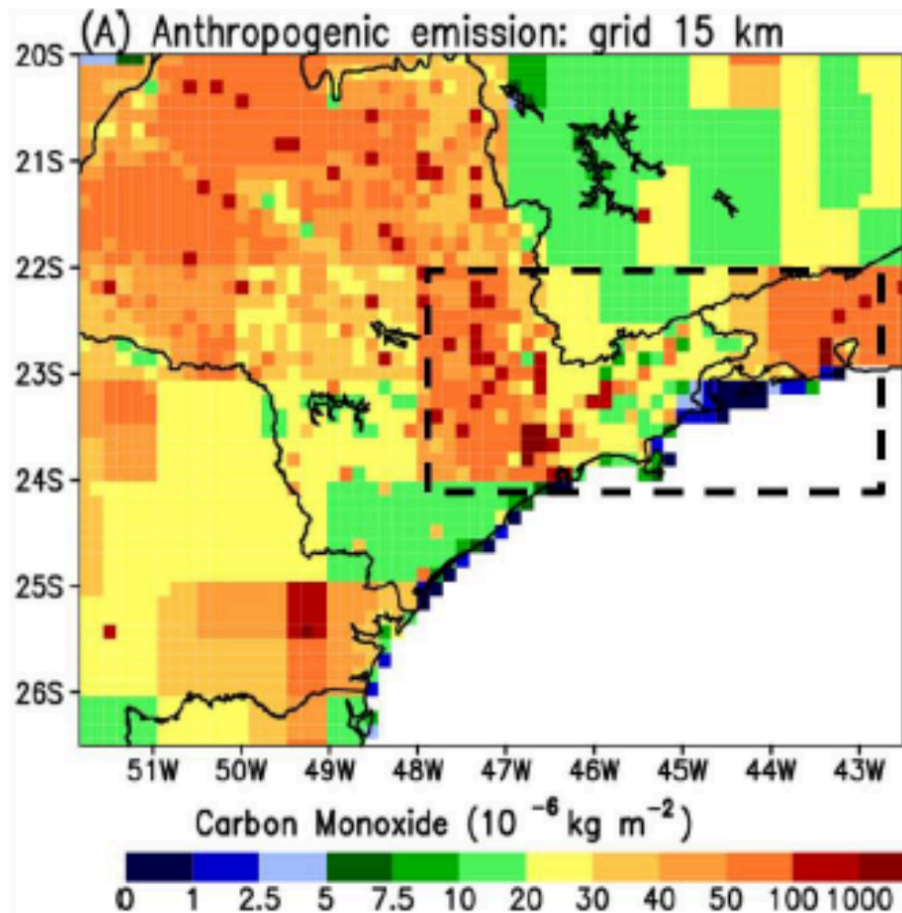 (A) Anthropogenic emission: grid 15 km
20S
21S
22S
23S
24S
25S
26S
51W 50W 49W 48W 47W 46W 45W 44W 43W
Carbon Monoxide (10 ⁻⁶ kg m⁻²)
0 1 2.5 5 7.5 10 20 30 40 50 100 1000